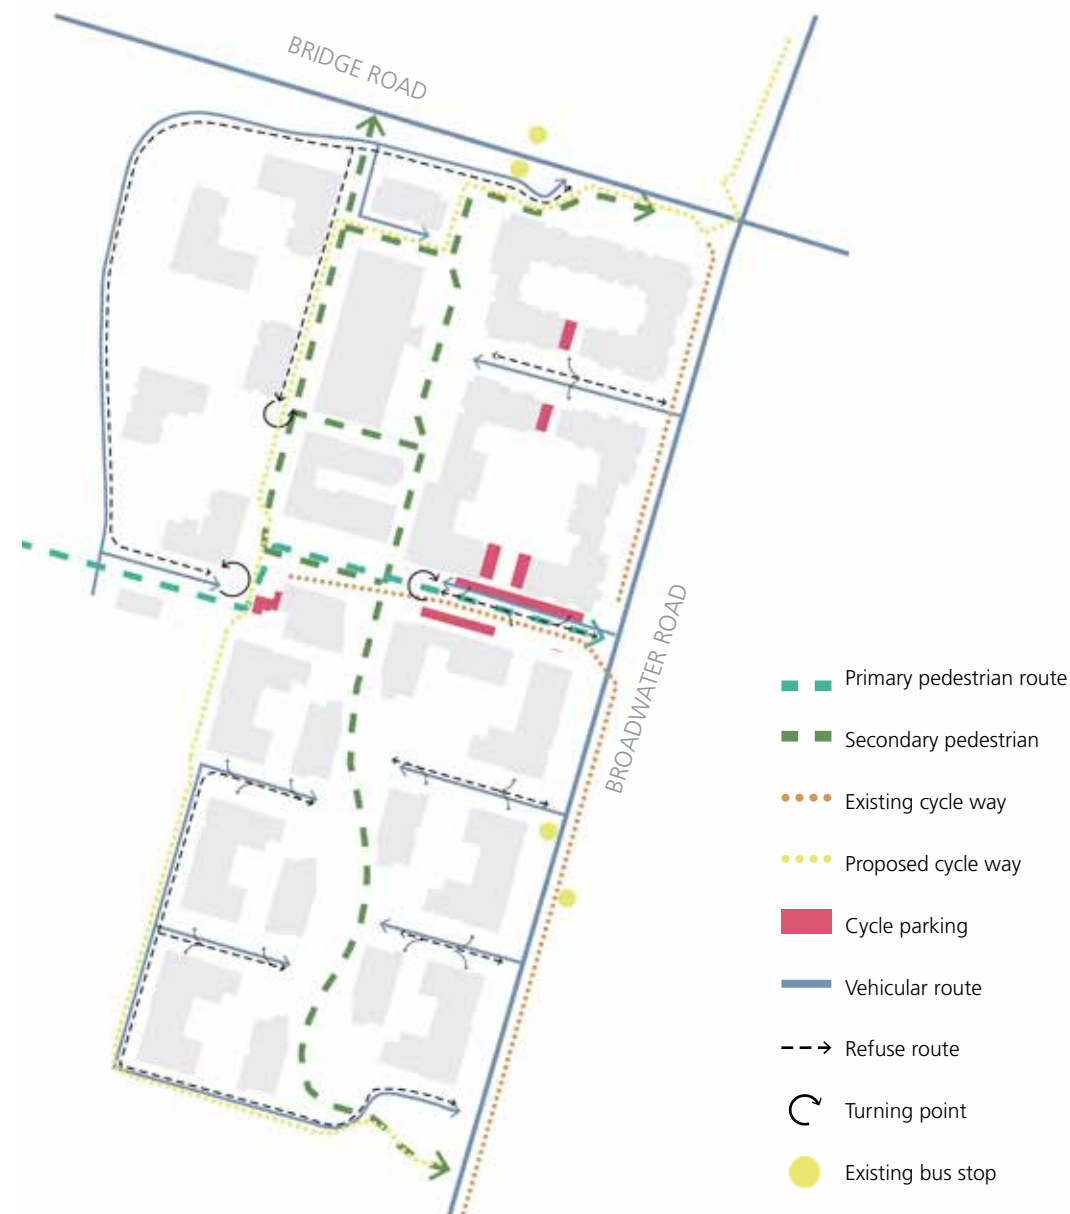 BRIDGE ROAD
BROADWATER ROAD
Primary pedestrian route
Secondary pedestrian
Existing cycle way
Proposed cycle way
Cycle parking
Vehicular route
Refuse route
Turning point
Existing bus stop